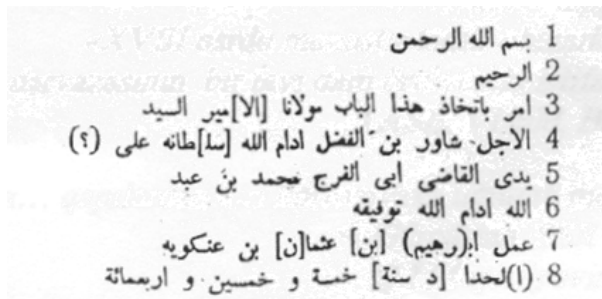 1 بسم الله الرحمن
2 الرحيم
3 امر باتخاذ هذا الباب مولانا [الا]مير السيد
4 الاجل شاور بن الفضل ادام الله [سل]طانه على (؟)
5 يدى القاضى ابى الفرج محمد بن عبد
6 الله ادام الله توفيقه
7 عمل اب(رهيم) [بن] عثما[ن] بن عنكويه
8 (ا)لحدا [د سنة] خمسة و خمسين و اربعمائة